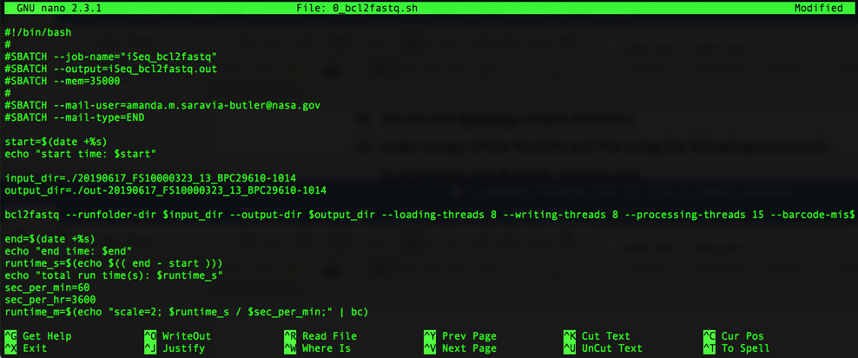 GNU nano 2.3.1 File: 0_bcl2fastq.sh Modified
#!/bin/bash
#
#SBATCH --job-name="iSeq_bcl2fastq"
#SBATCH --output=iSeq_bcl2fastq.out
#SBATCH --mem=35000
#
#SBATCH --mail-user=amanda.m.saravia-butler@nasa.gov
#SBATCH --mail-type=END
start=$(date +%s)
echo "start time: $start"
input_dir=./20190617_FS10000323_13_BPC29610-1014
output_dir=./out-20190617_FS10000323_13_BPC29610-1014
bcl2fastq --runfolder-dir $input_dir --output-dir $output_dir --loading-threads 8 --writing-threads 8 --processing-threads 15 --barcode-mis$
end=$(date +%s)
echo "end time: $end"
runtime_s=$(echo $(( end - start )))
echo "total run time(s): $runtime_s"
sec_per_min=60
sec_per_hr=3600
runtime_m=$(echo "scale=2; $runtime_s / $sec_per_min;" | bc)
^G Get Help ^O WriteOut ^R Read File ^Y Prev Page ^K Cut Text ^C Cur Pos
^X Exit ^J Justify ^W Where Is ^V Next Page ^U UnCut Text ^T To Spell